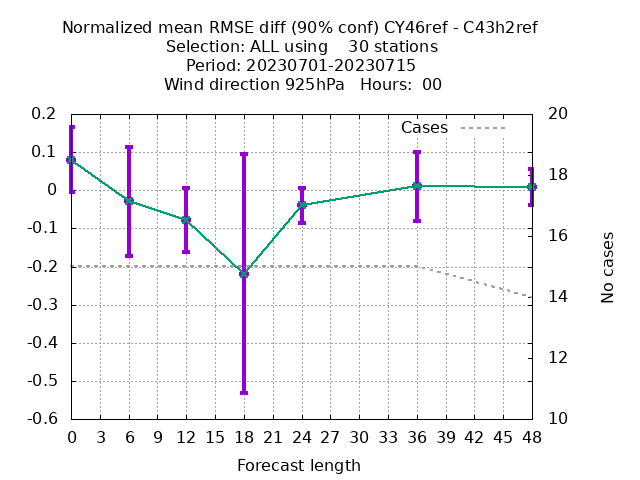 Normalized mean RMSE diff (90% conf) CY46ref - C43h2ref
Selection: ALL using    30 stations
Period: 20230701-20230715
Wind direction 925hPa   Hours:  00
Cases
0.2
0.1
0
-0.1
-0.2
-0.3
-0.4
-0.5
-0.6
20
18
16
14
12
10
No cases
0 3 6 9 12 15 18 21 24 27 30 33 36 39 42 45 48
Forecast length